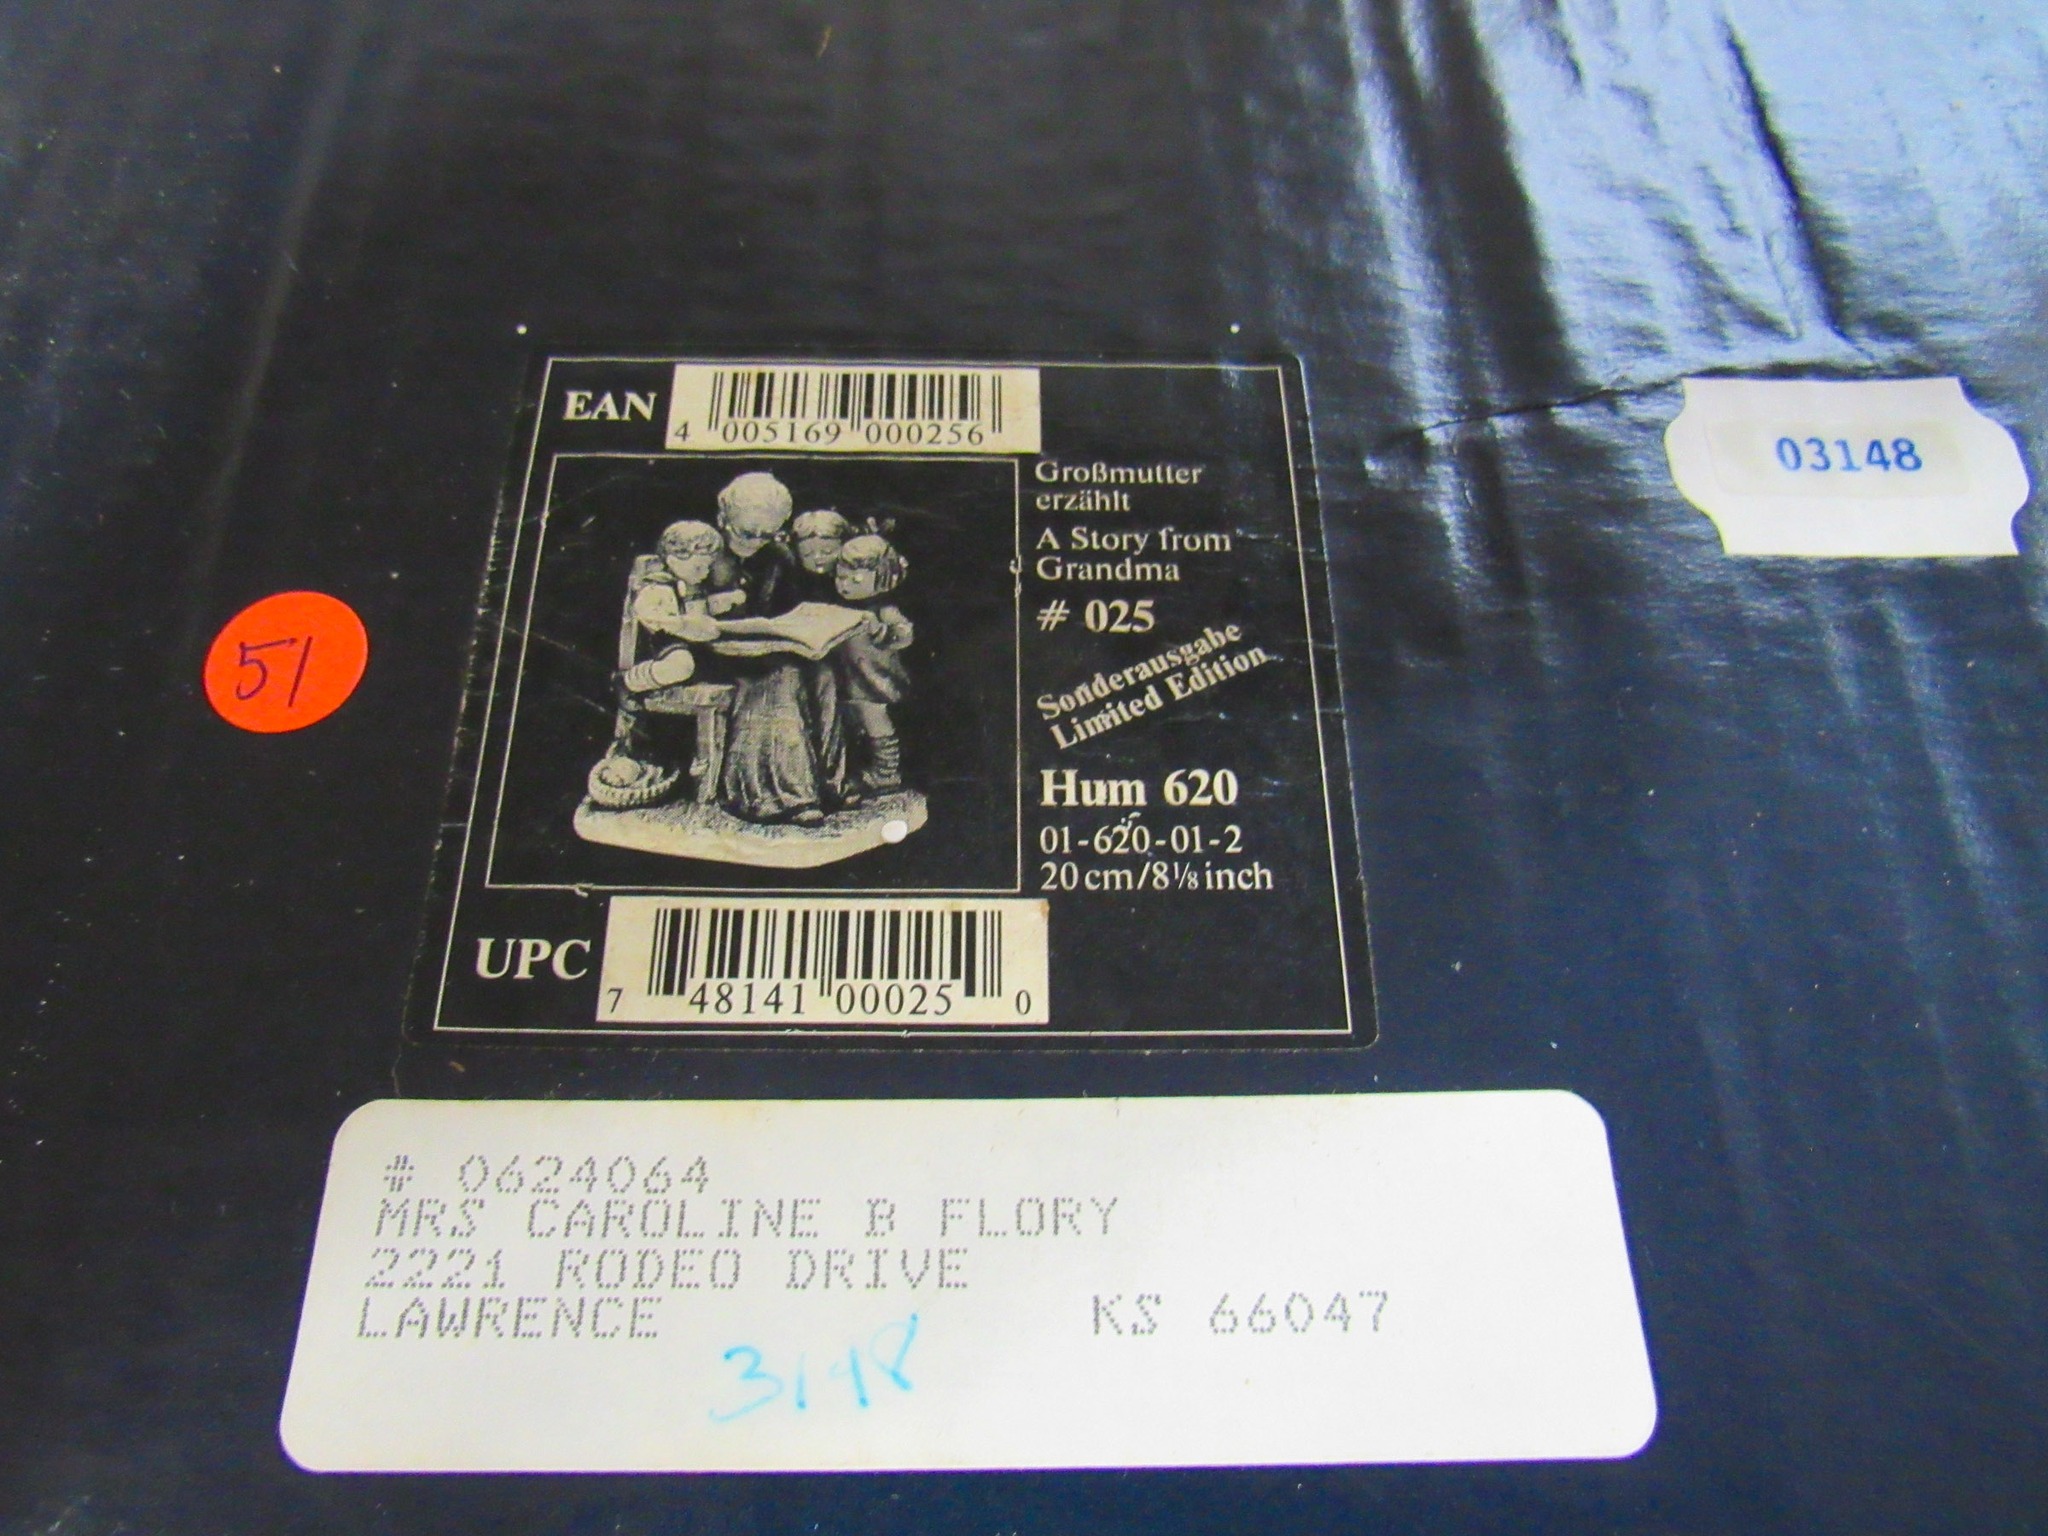 EAN
4 005169 000256
Großmutter
erzählt
A Story from
Grandma
# 025
Sonderausgabe
Limited Edition
Hum 620
01-620-01-2
20 cm/8⅛ inch
UPC
7 48141 00025 0
03148
51
# 0624064
MRS CAROLINE B FLORY
2221 RODEO DRIVE
LAWRENCE KS 66047
3148